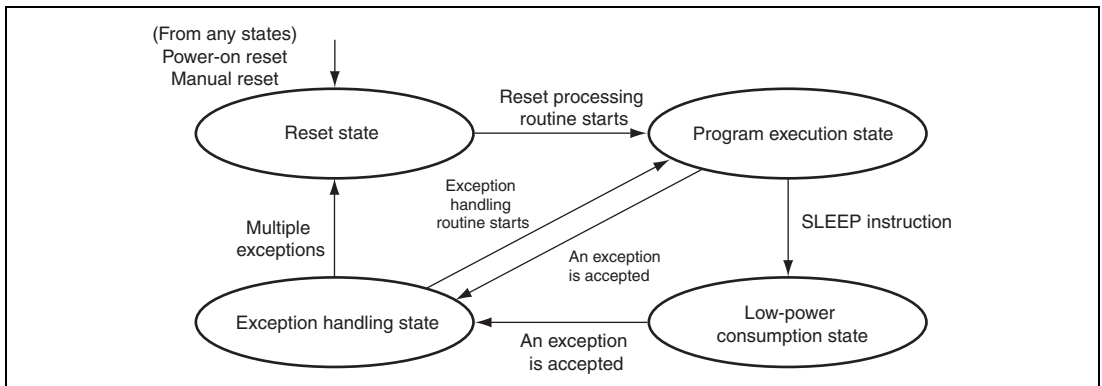 (From any states)
Power-on reset
Manual reset
Reset state
Reset processing
routine starts
Program execution state
Exception
handling
routine starts
Multiple
exceptions
An exception
is accepted
SLEEP instruction
Exception handling state
An exception
is accepted
Low-power
consumption state